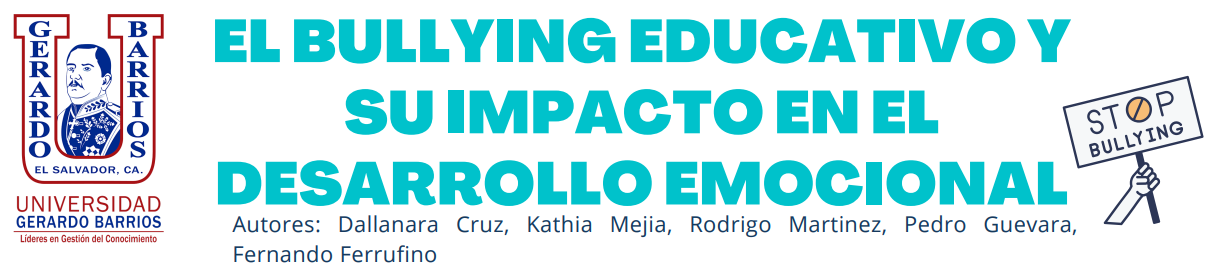 GERARDO
BARRIOS
EL SALVADOR, CA.
UNIVERSIDAD
GERARDO BARRIOS
Líderes en Gestión del Conocimiento
EL BULLYING EDUCATIVO Y
SU IMPACTO EN EL
DESARROLLO EMOCIONAL
Autores: Dallanara Cruz, Kathia Mejia, Rodrigo Martinez, Pedro Guevara,
Fernando Ferrufino
STOP
BULLYING